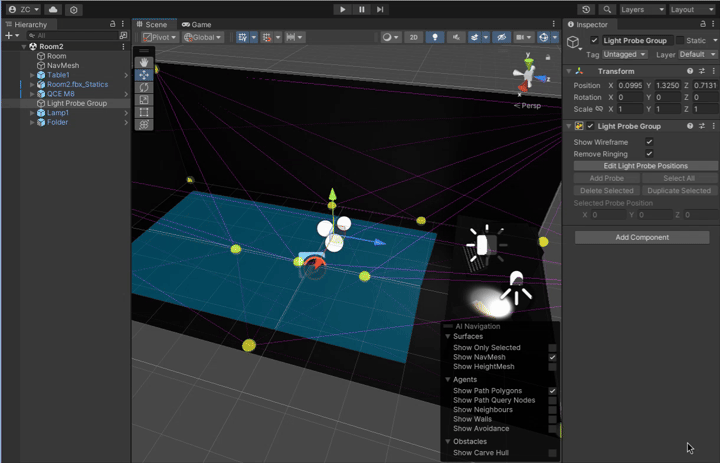 ZC
Layers
Layout
Hierarchy
Scene
Game
Inspector
All
Pivot
Global
2D
Room2
Room
NavMesh
Table1
Room2.fbx_Statics
QCE M8
Light Probe Group
Lamp1
Folder
y
z
Persp
AI Navigation
Surfaces
Show Only Selected
Show NavMesh
Show HeightMesh
Agents
Show Path Polygons
Show Path Query Nodes
Show Neighbours
Show Walls
Show Avoidance
Obstacles
Show Carve Hull
Light Probe Group Static
Tag Untagged Layer Default
Transform
Position X 0.0995 Y 1.3250 Z 0.7131
Rotation X 0 Y 0 Z 0
Scale X 1 Y 1 Z 1
Light Probe Group
Show Wireframe
Remove Ringing
Edit Light Probe Positions
Add Probe Select All
Delete Selected Duplicate Selected
Selected Probe Position
X 0 Y 0 Z 0
Add Component